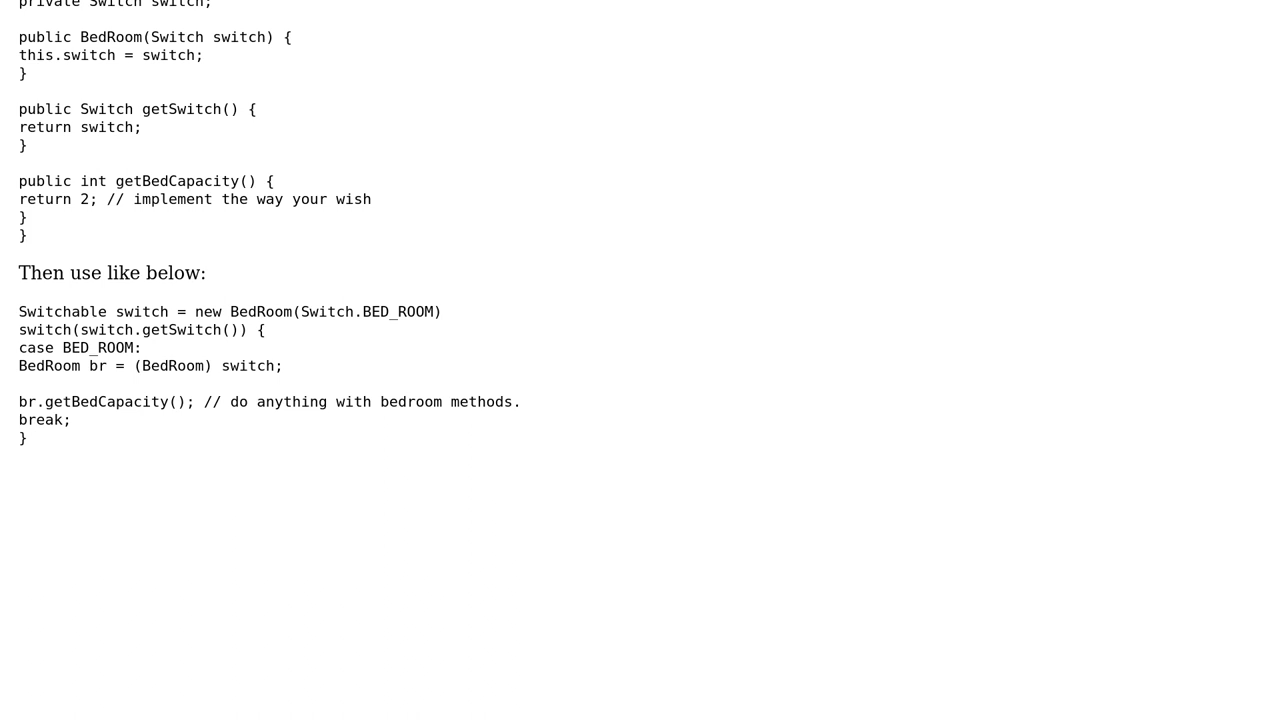 private Switch switch;
public BedRoom(Switch switch) {
this.switch = switch;
}
public Switch getSwitch() {
return switch;
}
public int getBedCapacity() {
return 2; // implement the way your wish
}
}
Then use like below:
Switchable switch = new BedRoom(Switch.BED_ROOM)
switch(switch.getSwitch()) {
case BED_ROOM:
BedRoom br = (BedRoom) switch;
br.getBedCapacity(); // do anything with bedroom methods.
break;
}